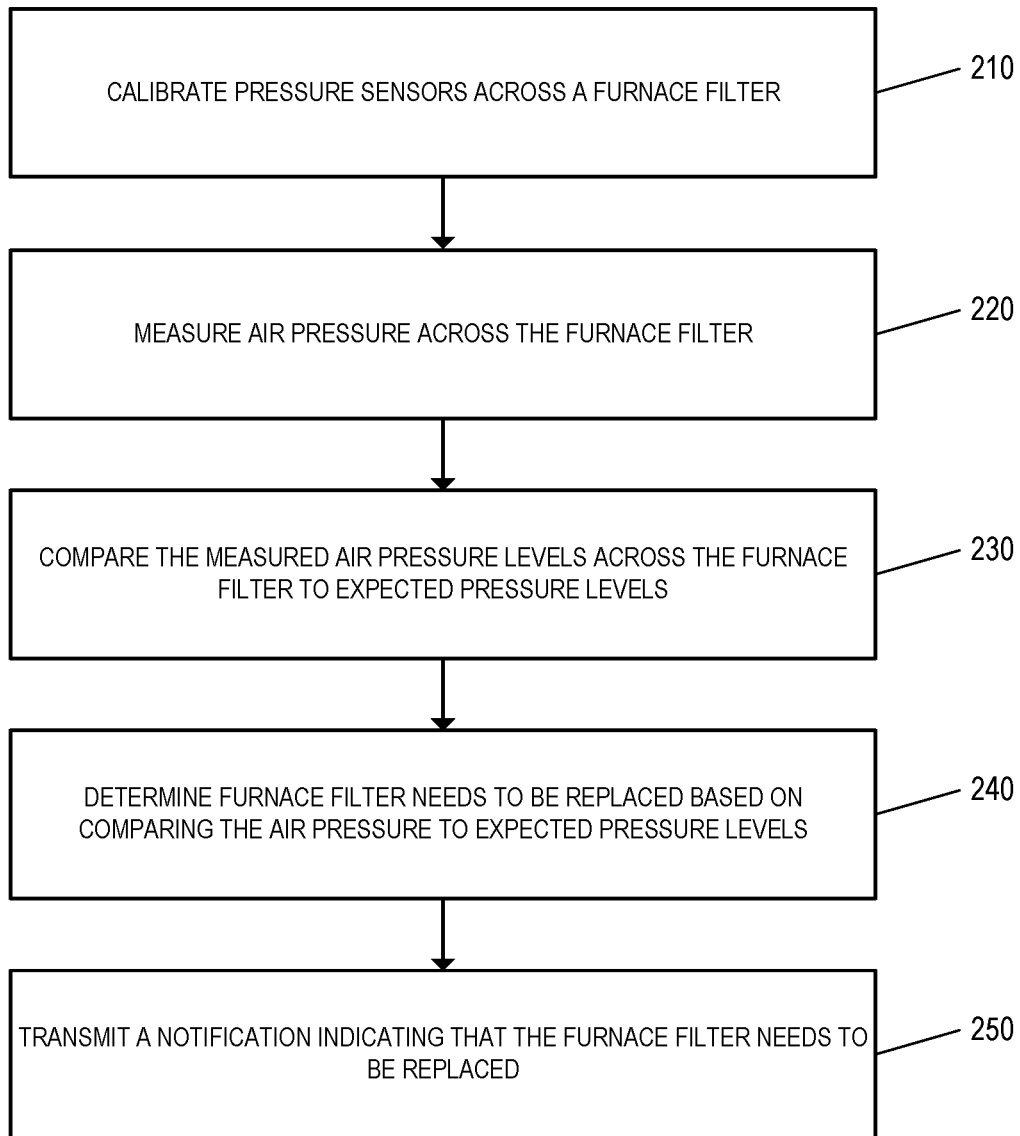 CALIBRATE PRESSURE SENSORS ACROSS A FURNACE FILTER
210
MEASURE AIR PRESSURE ACROSS THE FURNACE FILTER
220
COMPARE THE MEASURED AIR PRESSURE LEVELS ACROSS THE FURNACE
FILTER TO EXPECTED PRESSURE LEVELS
230
DETERMINE FURNACE FILTER NEEDS TO BE REPLACED BASED ON
COMPARING THE AIR PRESSURE TO EXPECTED PRESSURE LEVELS
240
TRANSMIT A NOTIFICATION INDICATING THAT THE FURNACE FILTER NEEDS TO
BE REPLACED
250